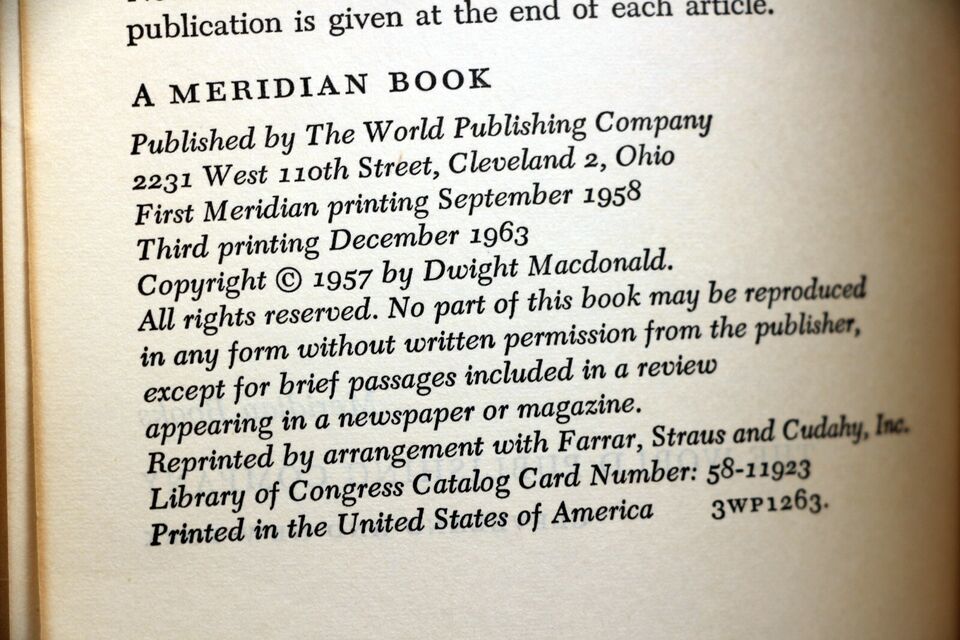 publication is given at the end of each article.
A MERIDIAN BOOK
Published by The World Publishing Company
2231 West 110th Street, Cleveland 2, Ohio
First Meridian printing September 1958
Third printing December 1963
Copyright © 1957 by Dwight Macdonald.
All rights reserved. No part of this book may be reproduced
in any form without written permission from the publisher,
except for brief passages included in a review
appearing in a newspaper or magazine.
Reprinted by arrangement with Farrar, Straus and Cudahy, Inc.
Library of Congress Catalog Card Number: 58-11923
Printed in the United States of America 3WP1263.